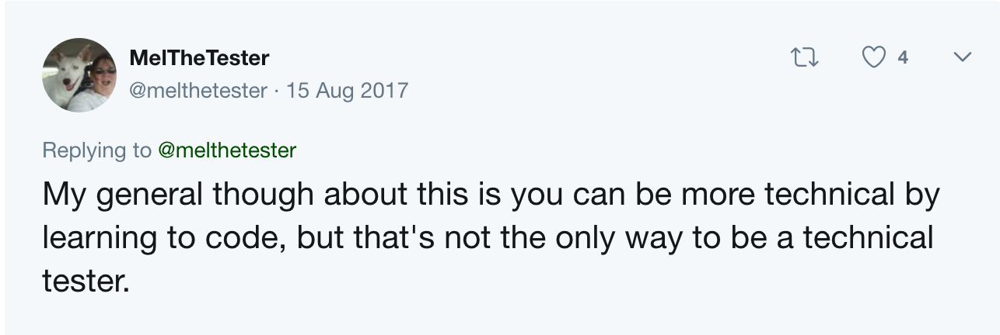 MelTheTester
@melthetester · 15 Aug 2017
4
Replying to @melthetester
My general though about this is you can be more technical by
learning to code, but that's not the only way to be a technical
tester.